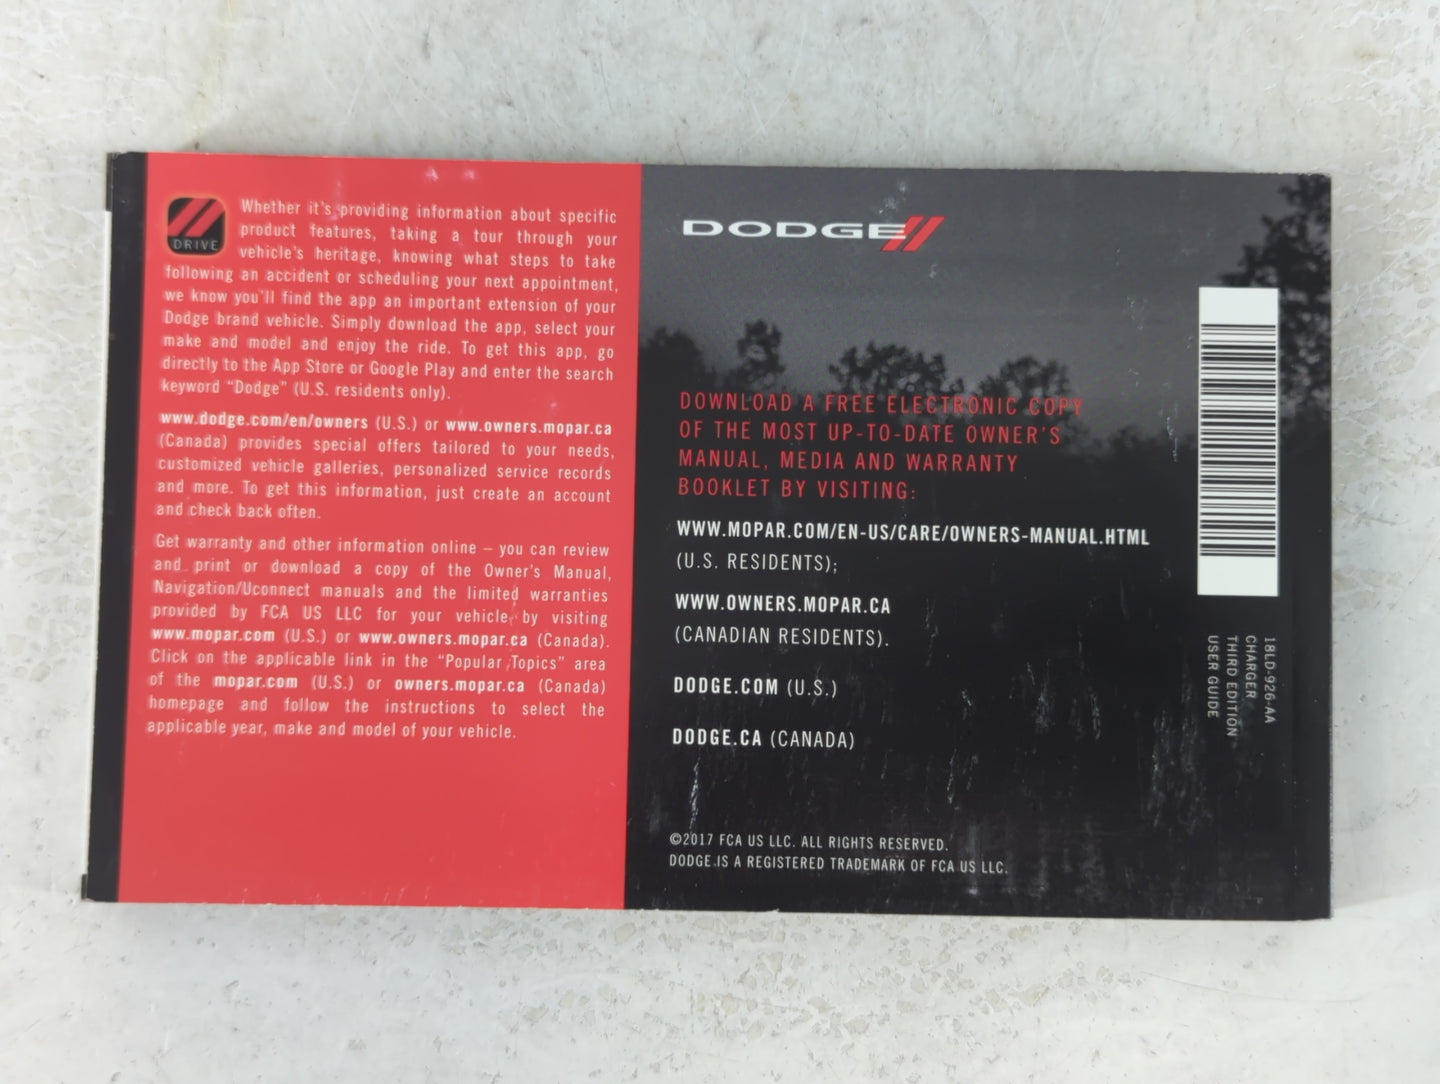 DRIVE
Whether it's providing information about specific
product features, taking a tour through your
vehicle's heritage, knowing what steps to take
following an accident or scheduling your next appointment,
we know you'll find the app an important extension of your
Dodge brand vehicle. Simply download the app, select your
make and model and enjoy the ride. To get this app, go
directly to the App Store or Google Play and enter the search
keyword “Dodge” (U.S. residents only).
www.dodge.com/en/owners (U.S.) or www.owners.mopar.ca
(Canada) provides special offers tailored to your needs,
customized vehicle galleries, personalized service records
and more. To get this information, just create an account
and check back often.
Get warranty and other information online – you can review
and print or download a copy of the Owner's Manual,
Navigation/Uconnect manuals and the limited warranties
provided by FCA US LLC for your vehicle by visiting
www.mopar.com (U.S.) or www.owners.mopar.ca (Canada).
Click on the applicable link in the “Popular Topics” area
of the mopar.com (U.S.) or owners.mopar.ca (Canada)
homepage and follow the instructions to select the
applicable year, make and model of your vehicle.
DODGE
DOWNLOAD A FREE ELECTRONIC COPY
OF THE MOST UP-TO-DATE OWNER'S
MANUAL, MEDIA AND WARRANTY
BOOKLET BY VISITING:
WWW.MOPAR.COM/EN-US/CARE/OWNERS-MANUAL.HTML
(U.S. RESIDENTS);
WWW.OWNERS.MOPAR.CA
(CANADIAN RESIDENTS).
DODGE.COM (U.S.)
DODGE.CA (CANADA)
©2017 FCA US LLC. ALL RIGHTS RESERVED.
DODGE IS A REGISTERED TRADEMARK OF FCA US LLC.
18LD-926-AA
CHARGER
THIRD EDITION
USER GUIDE